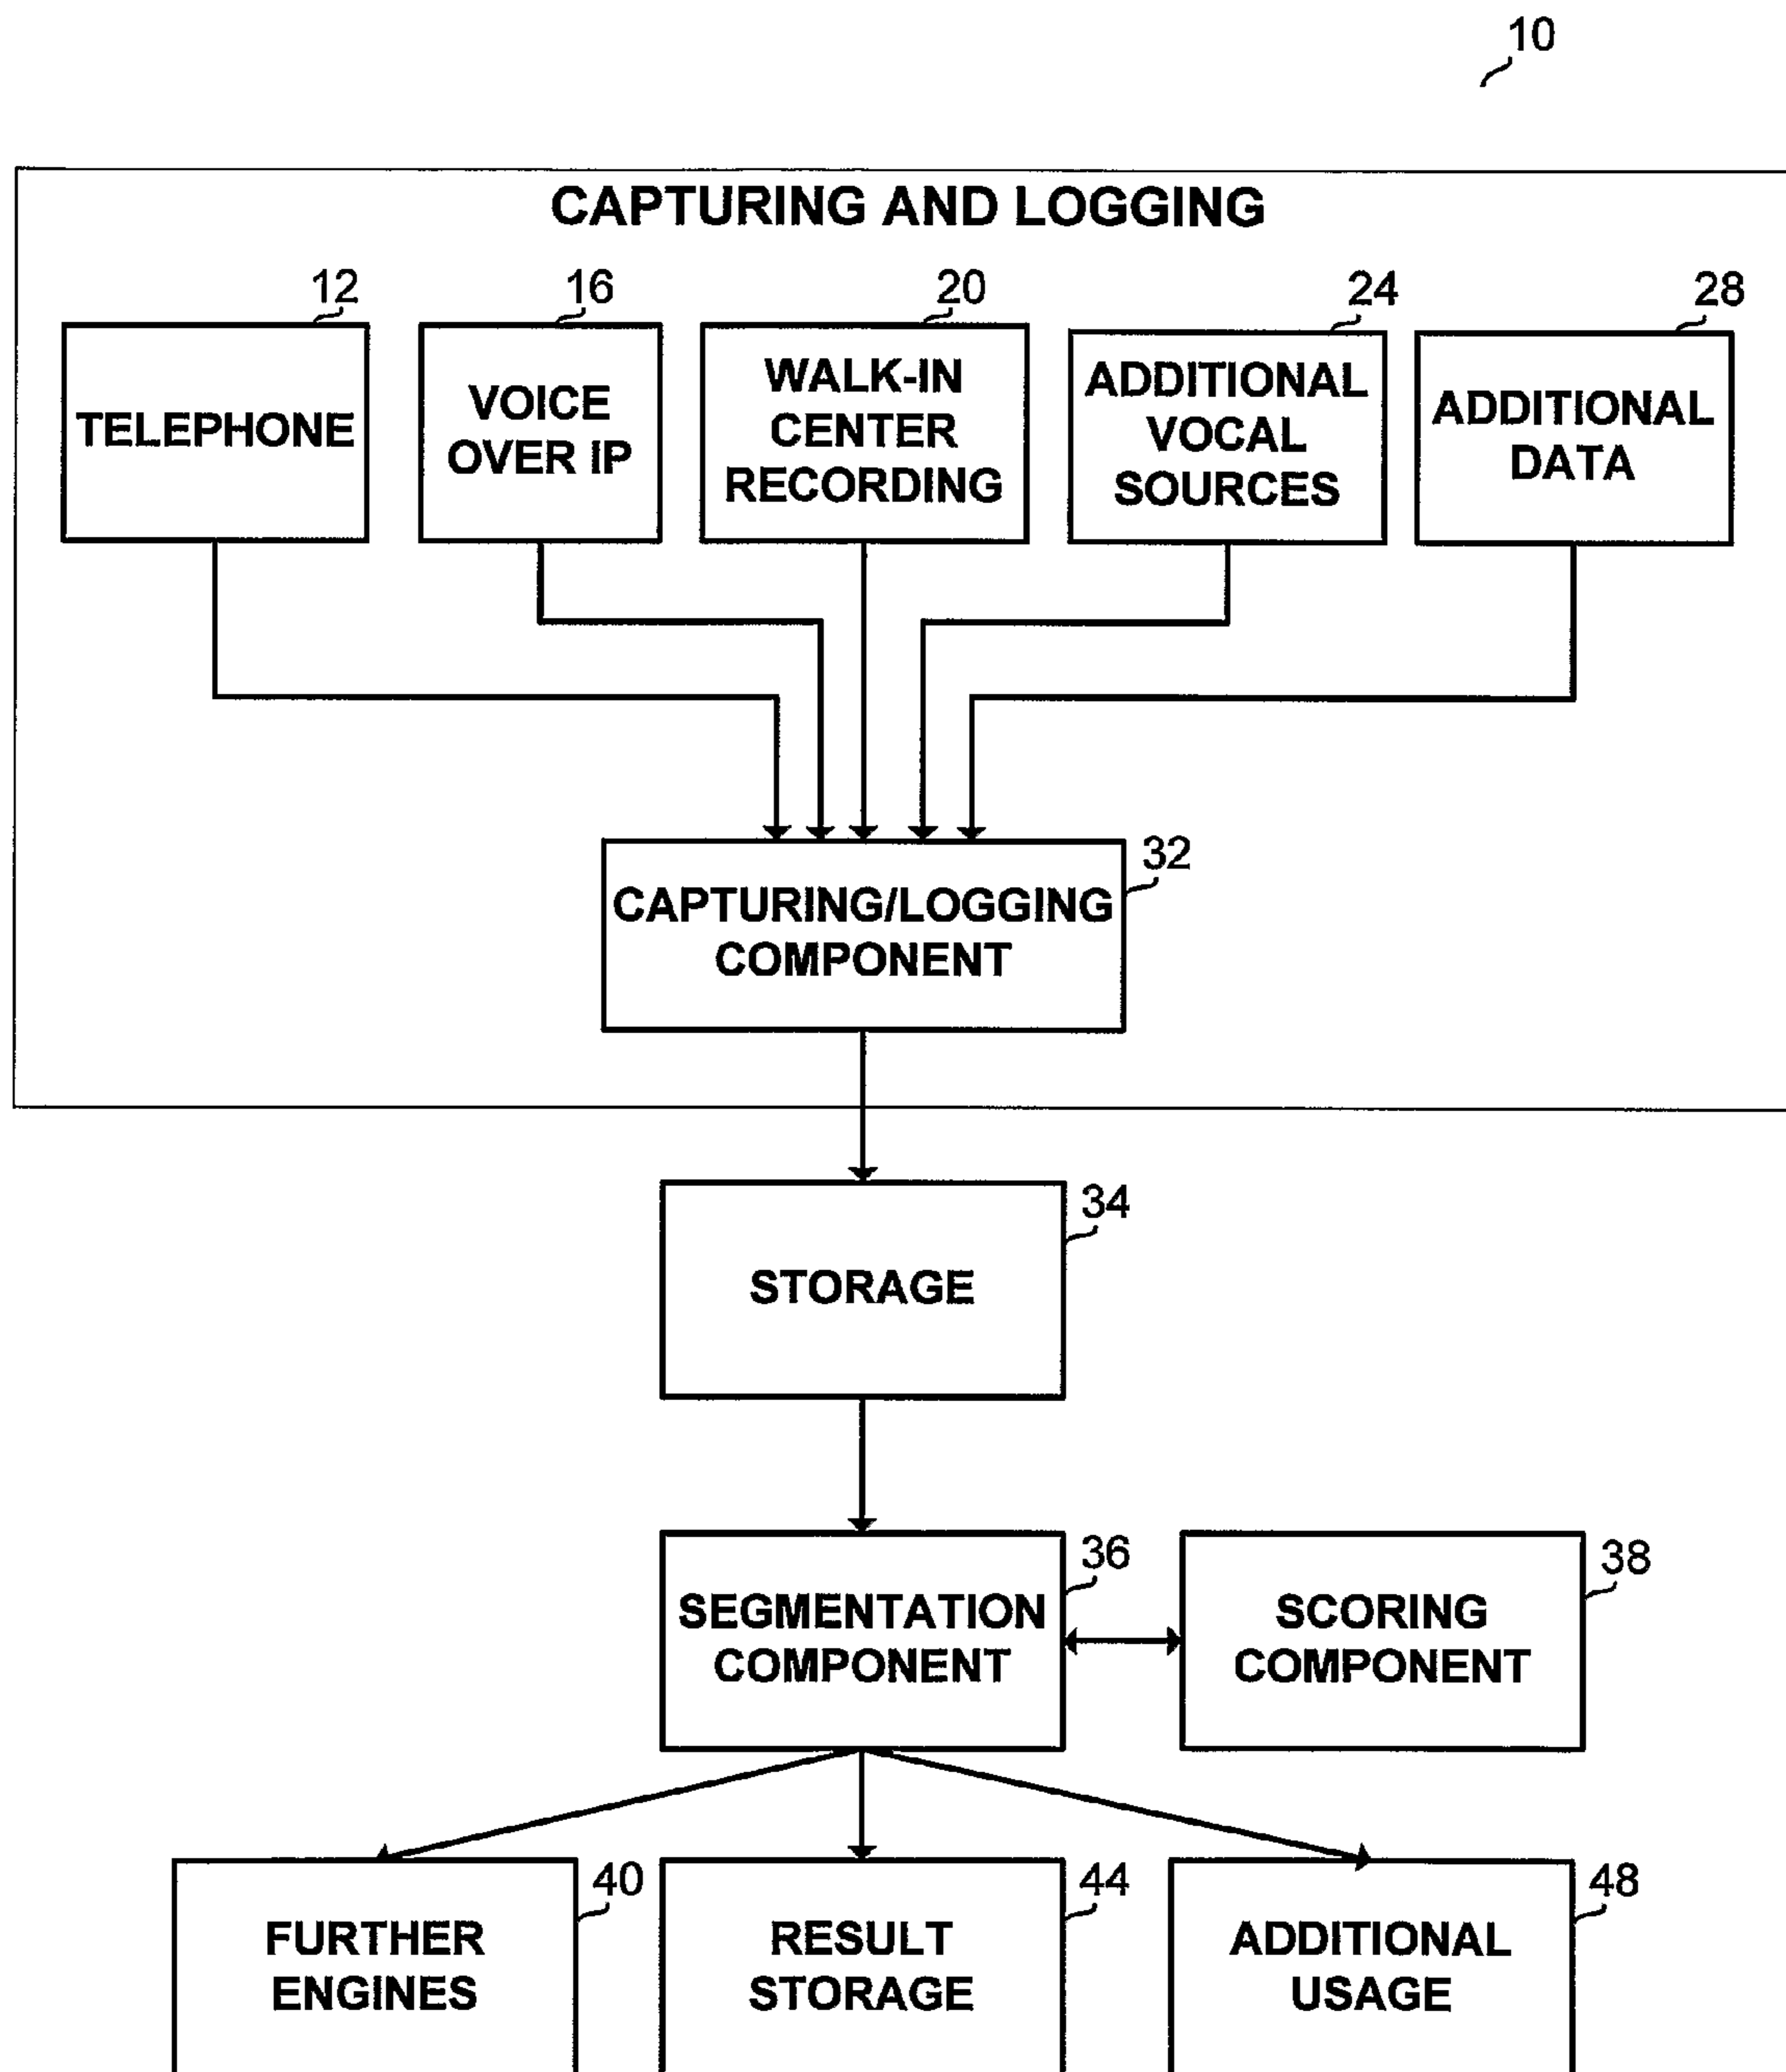 10
CAPTURING AND LOGGING
12
16
20
24
28
TELEPHONE
VOICE
OVER IP
WALK-IN
CENTER
RECORDING
ADDITIONAL
VOCAL
SOURCES
ADDITIONAL
DATA
32
CAPTURING/LOGGING
COMPONENT
34
STORAGE
36
SEGMENTATION
COMPONENT
38
SCORING
COMPONENT
40
FURTHER
ENGINES
44
RESULT
STORAGE
48
ADDITIONAL
USAGE